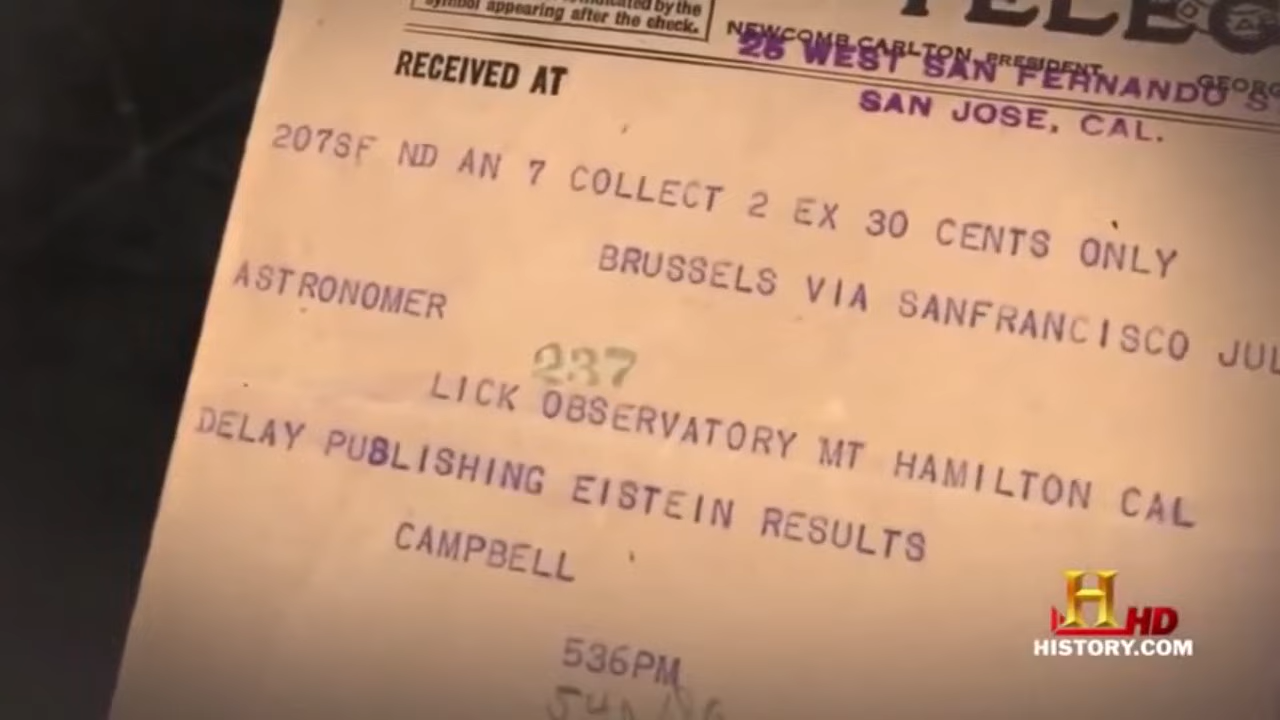 symbol appearing after the check.
NEWCOMB CARLTON, PRESIDENT
25 WEST SAN FERNANDO S
RECEIVED AT
SAN JOSE, CAL.
207SF ND AN 7 COLLECT 2 EX 30 CENTS ONLY
BRUSSELS VIA SANFRANCISCO JUL
ASTRONOMER
237
LICK OBSERVATORY MT HAMILTON CAL
DELAY PUBLISHING EISTEIN RESULTS
CAMPBELL
536PM
H HD
HISTORY.COM